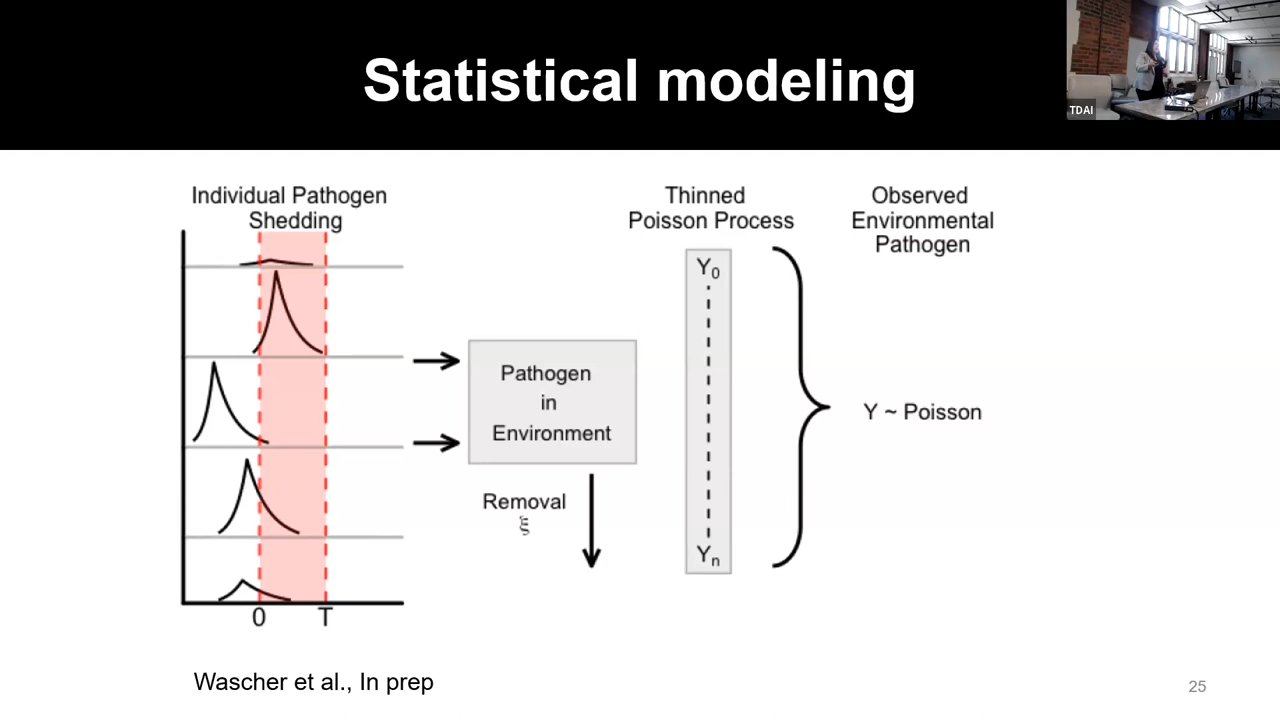 Statistical modeling
TDAI
Individual Pathogen
Shedding
Thinned
Poisson Process
Observed
Environmental
Pathogen
Y0
Pathogen
in
Environment
Y ~ Poisson
Removal
ξ
Yn
0
T
Wascher et al., In prep
25